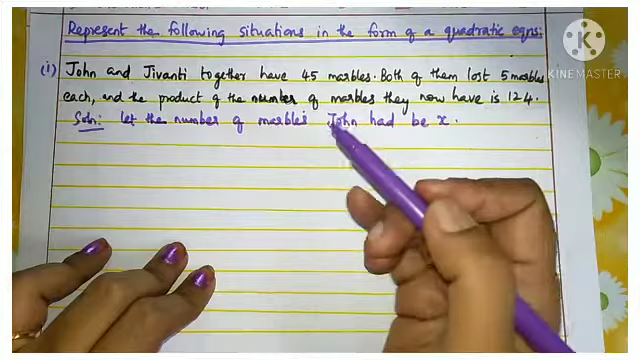 Represent the following situations in the form of a quadratic eqns:
(i) John and Jivanti together have 45 marbles. Both of them lost 5 marbles
each, and the product of the number of marbles they now have is 124.
Soln: let the number of marbles John had be x.
KINEMASTER